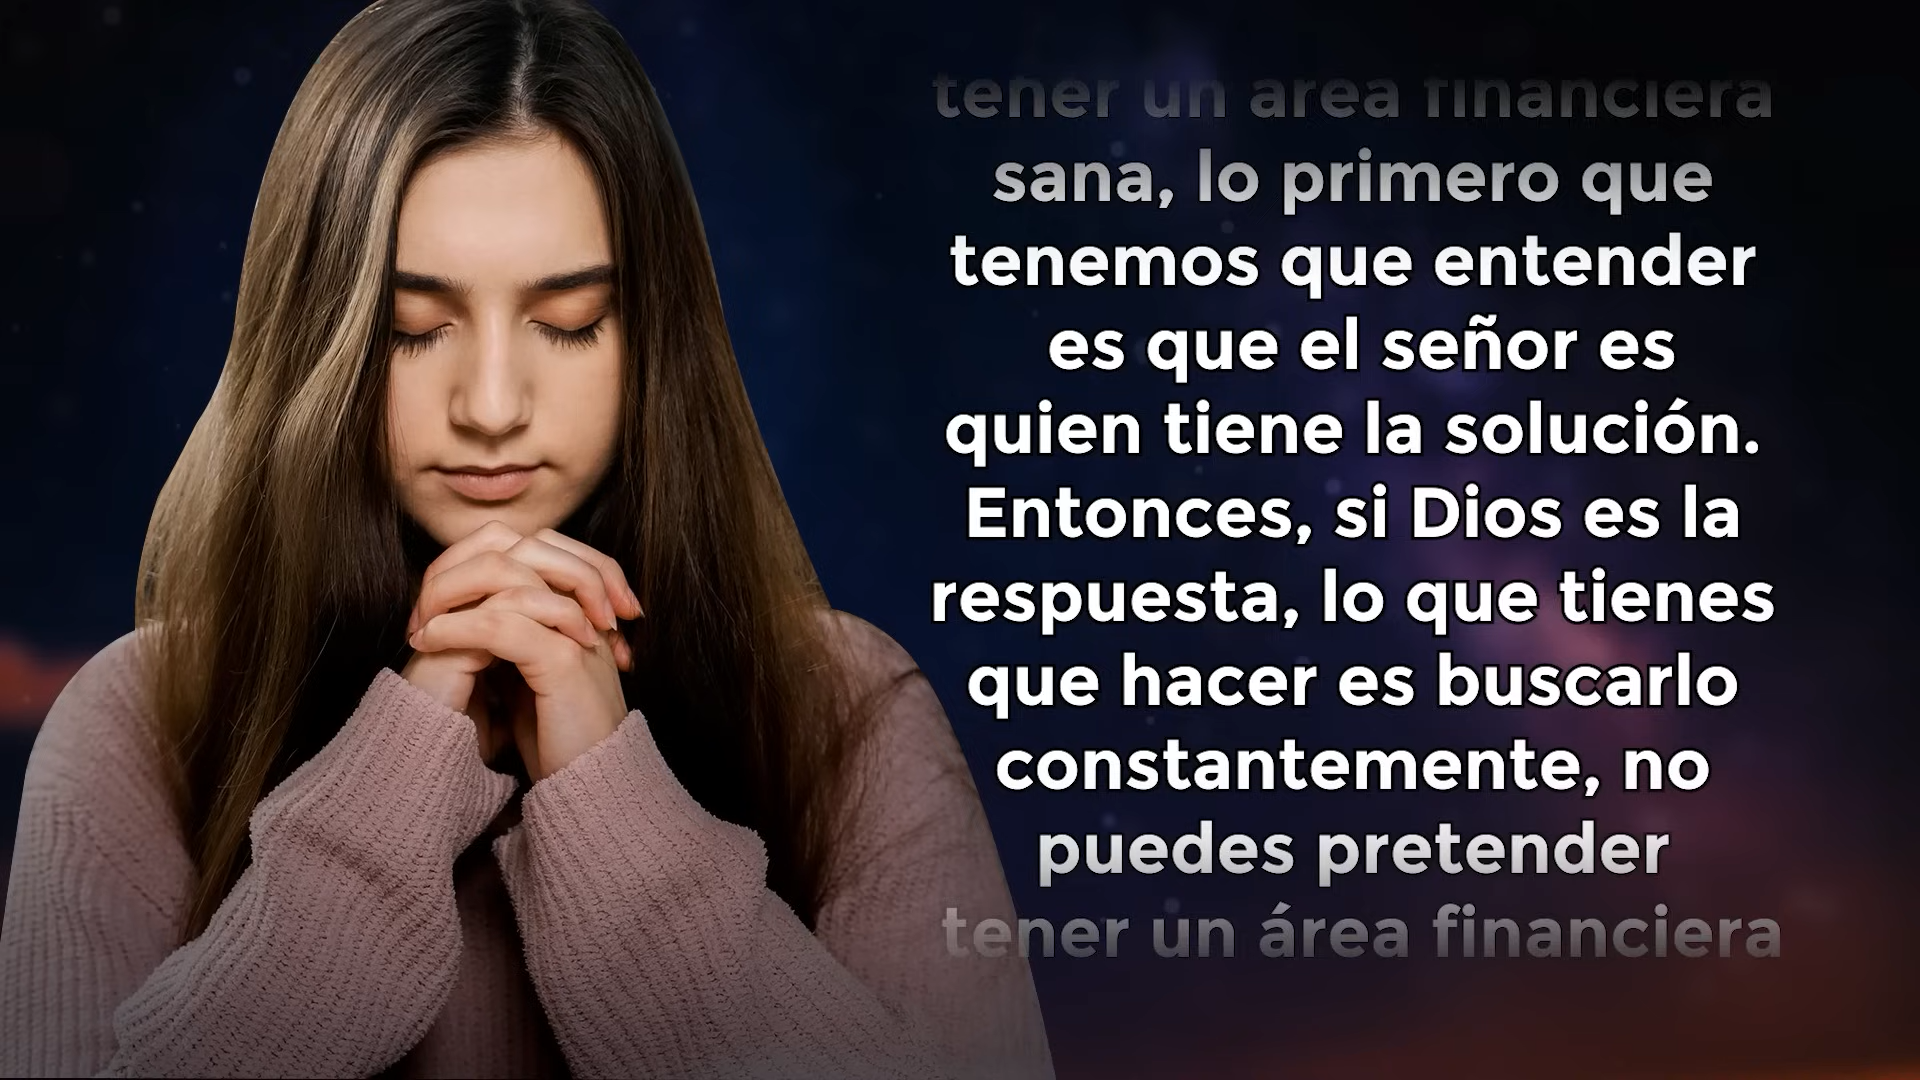 tener un área financiera
sana, lo primero que
tenemos que entender
es que el señor es
quien tiene la solución.
Entonces, si Dios es la
respuesta, lo que tienes
que hacer es buscarlo
constantemente, no
puedes pretender
tener un área financiera